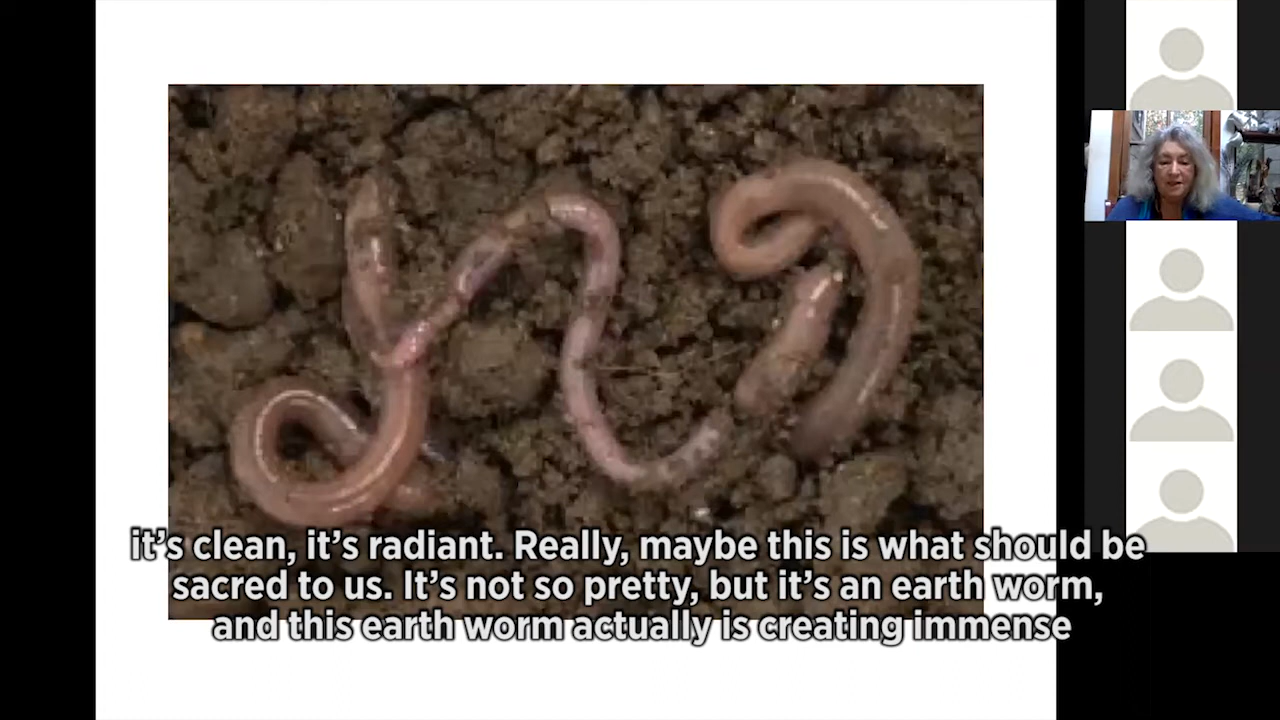 it's clean, it's radiant. Really, maybe this is what should be
sacred to us. It's not so pretty, but it's an earth worm,
and this earth worm actually is creating immense